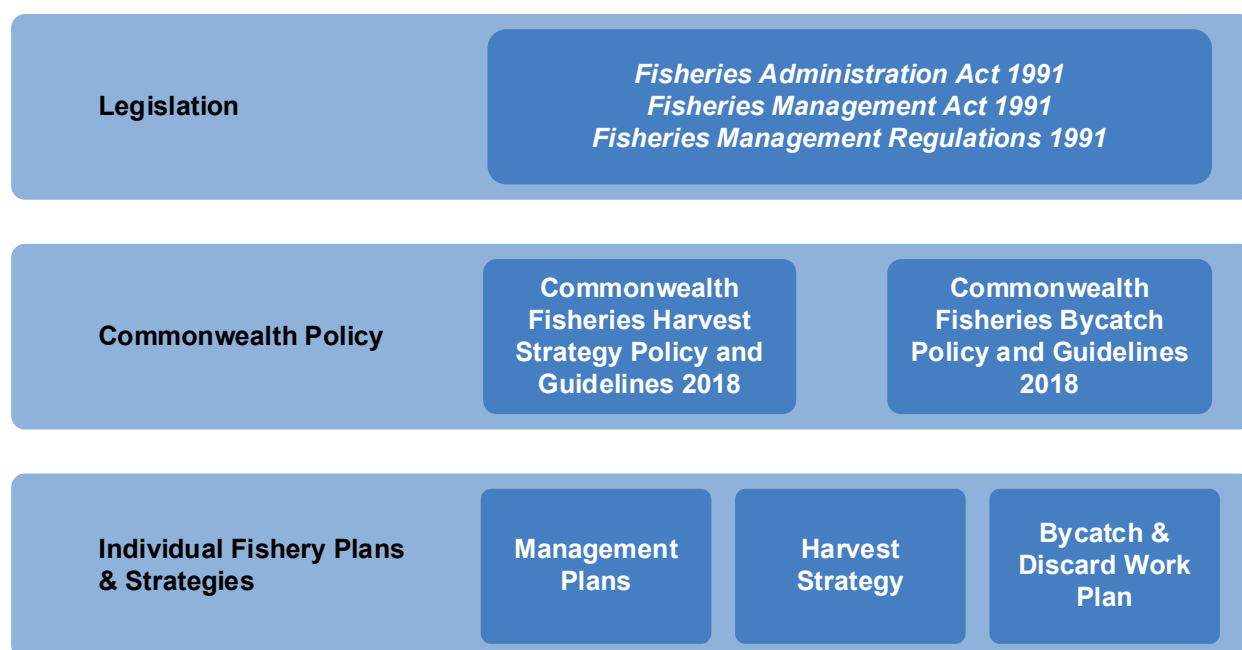 Legislation
Fisheries Administration Act 1991
Fisheries Management Act 1991
Fisheries Management Regulations 1991
Commonwealth Policy
Commonwealth
Fisheries Harvest
Strategy Policy and
Guidelines 2018
Commonwealth
Fisheries Bycatch
Policy and Guidelines
2018
Individual Fishery Plans
& Strategies
Management
Plans
Harvest
Strategy
Bycatch &
Discard Work
Plan